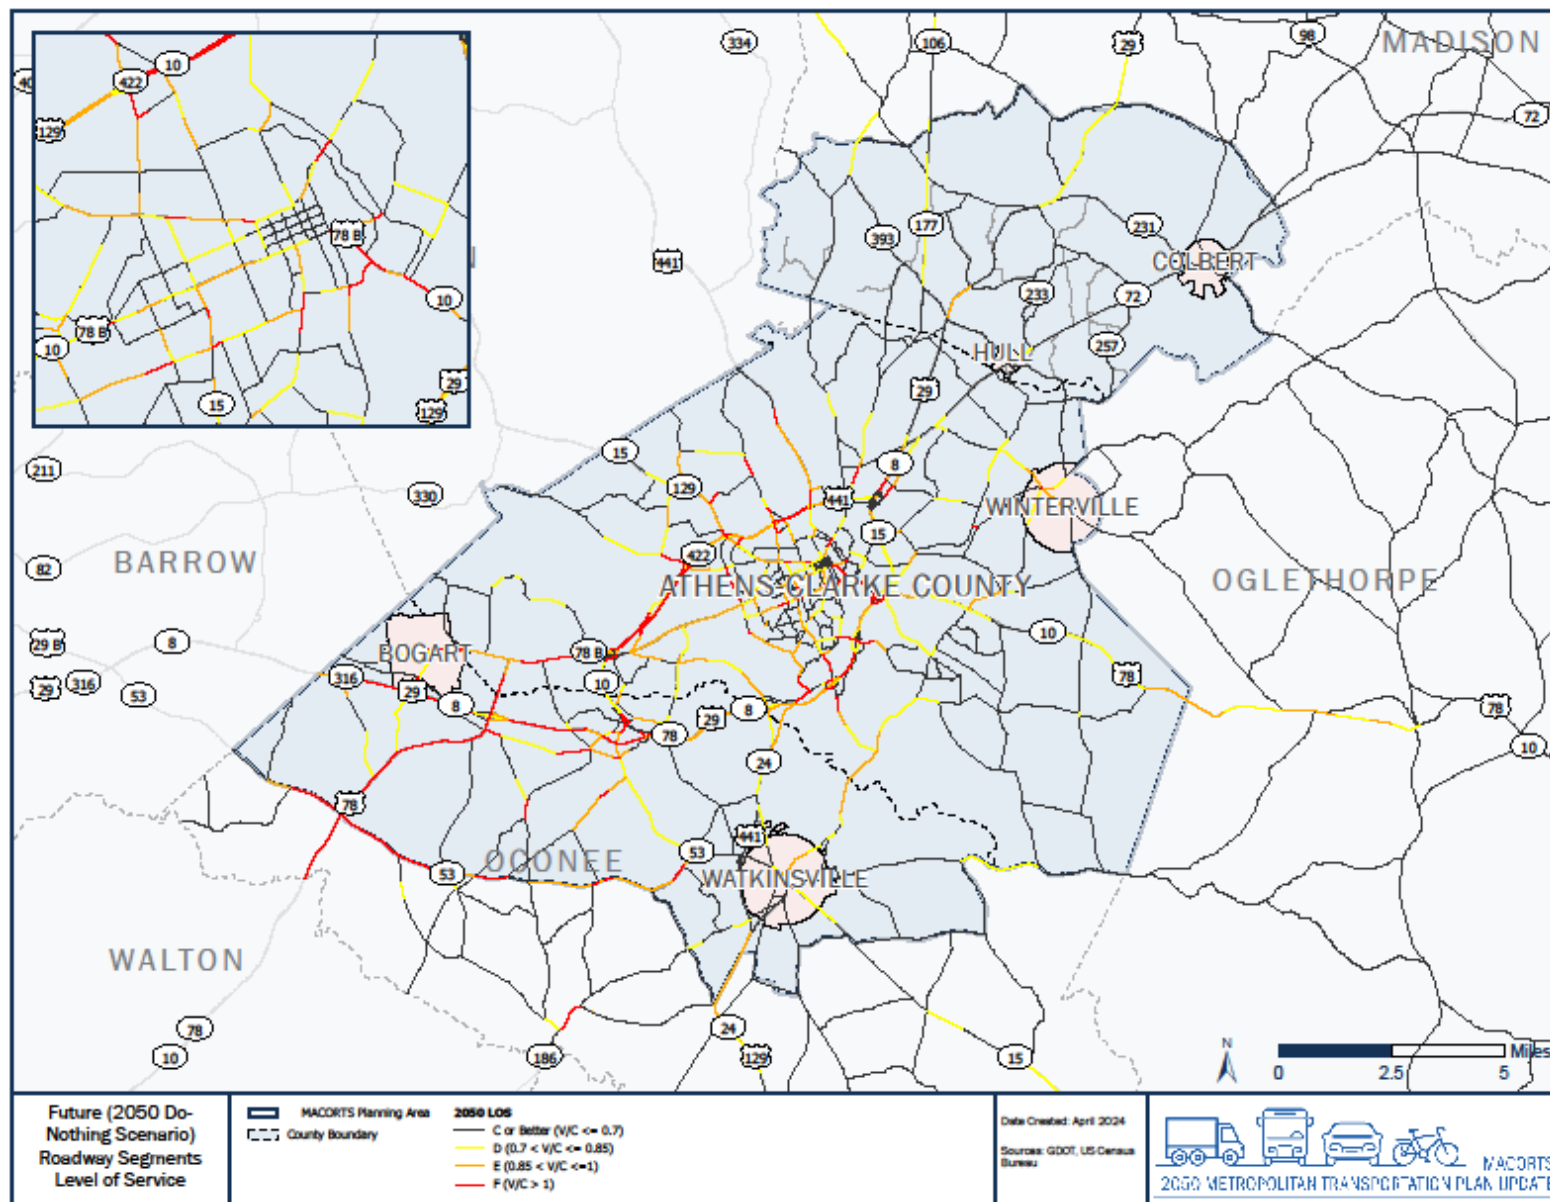 334
106
29
98
MADISON
40
10
422
129
72
177
393
231
441
COLBERT
78 B
10
233
72
257
HULL
78 B
10
29
29
15
129
211
15
8
330
129
441
WINTERVILLE
15
BARROW
82
422
ATHENS-CLARKE COUNTY
OGLETHORPE
10
29 B
8
78 B
BOGART
316
78
29
316
53
29
10
8
8
29
78
78
10
24
78
441
53
OCONEE
53
WATKINSVILLE
WALTON
78
24
10
186
129
15
N
Miles
0
2.5
5
Future (2050 Do-
Nothing Scenario)
Roadway Segments
Level of Service
MACORTS Planning Area
County Boundary
2050 LOS
C or Better (V/C <= 0.7)
D (0.7 < V/C <= 0.85)
E (0.85 < V/C <=1)
F (V/C > 1)
Date Created: April 2024
Sources: GDOT, US Census
Bureau
MACORTS
2050 METROPOLITAN TRANSPORTATION PLAN UPDATE